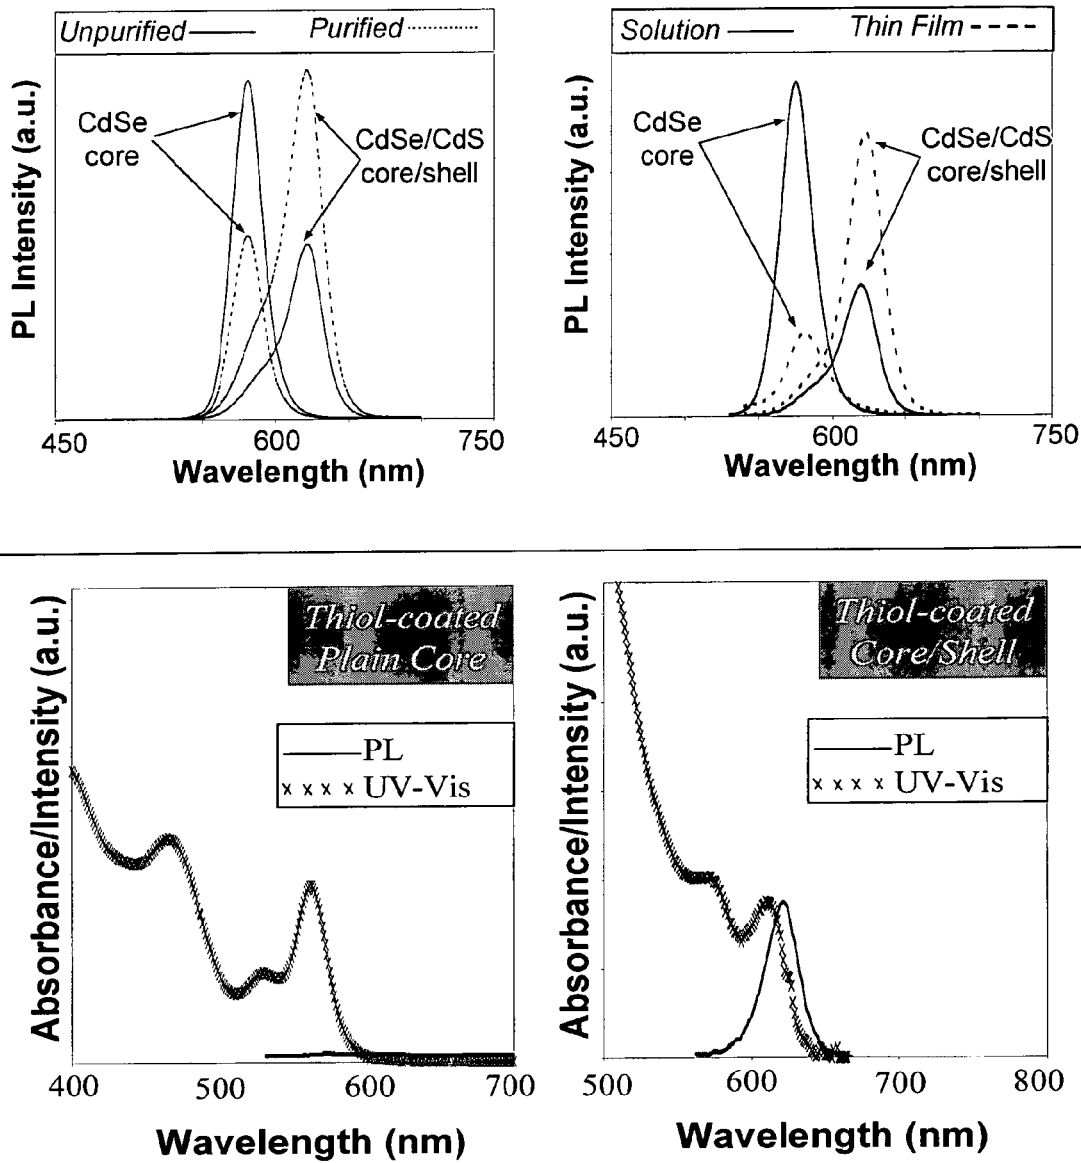 Unpurified Purified
PL Intensity (a.u.)
CdSe
core
CdSe/CdS
core/shell
450 600 750
Wavelength (nm)
Solution Thin Film
PL Intensity (a.u.)
CdSe
core
CdSe/CdS
core/shell
450 600 750
Wavelength (nm)
Absorbance/Intensity (a.u.)
Thiol-coated
Plain Core
PL
UV-Vis
400 500 600 700
Wavelength (nm)
Absorbance/Intensity (a.u.)
Thiol-coated
Core/Shell
PL
UV-Vis
500 600 700 800
Wavelength (nm)